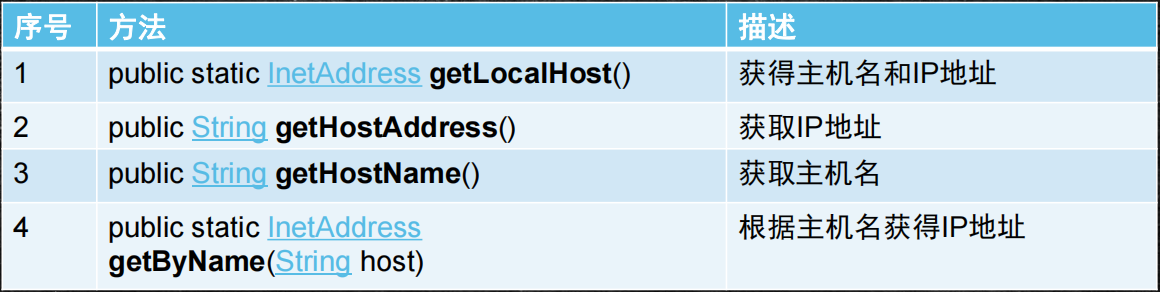 序号 方法 描述
1 public static InetAddress getLocalHost() 获得主机名和IP地址
2 public String getHostAddress() 获取IP地址
3 public String getHostName() 获取主机名
4 public static InetAddress 根据主机名获得IP地址
getByName(String host)